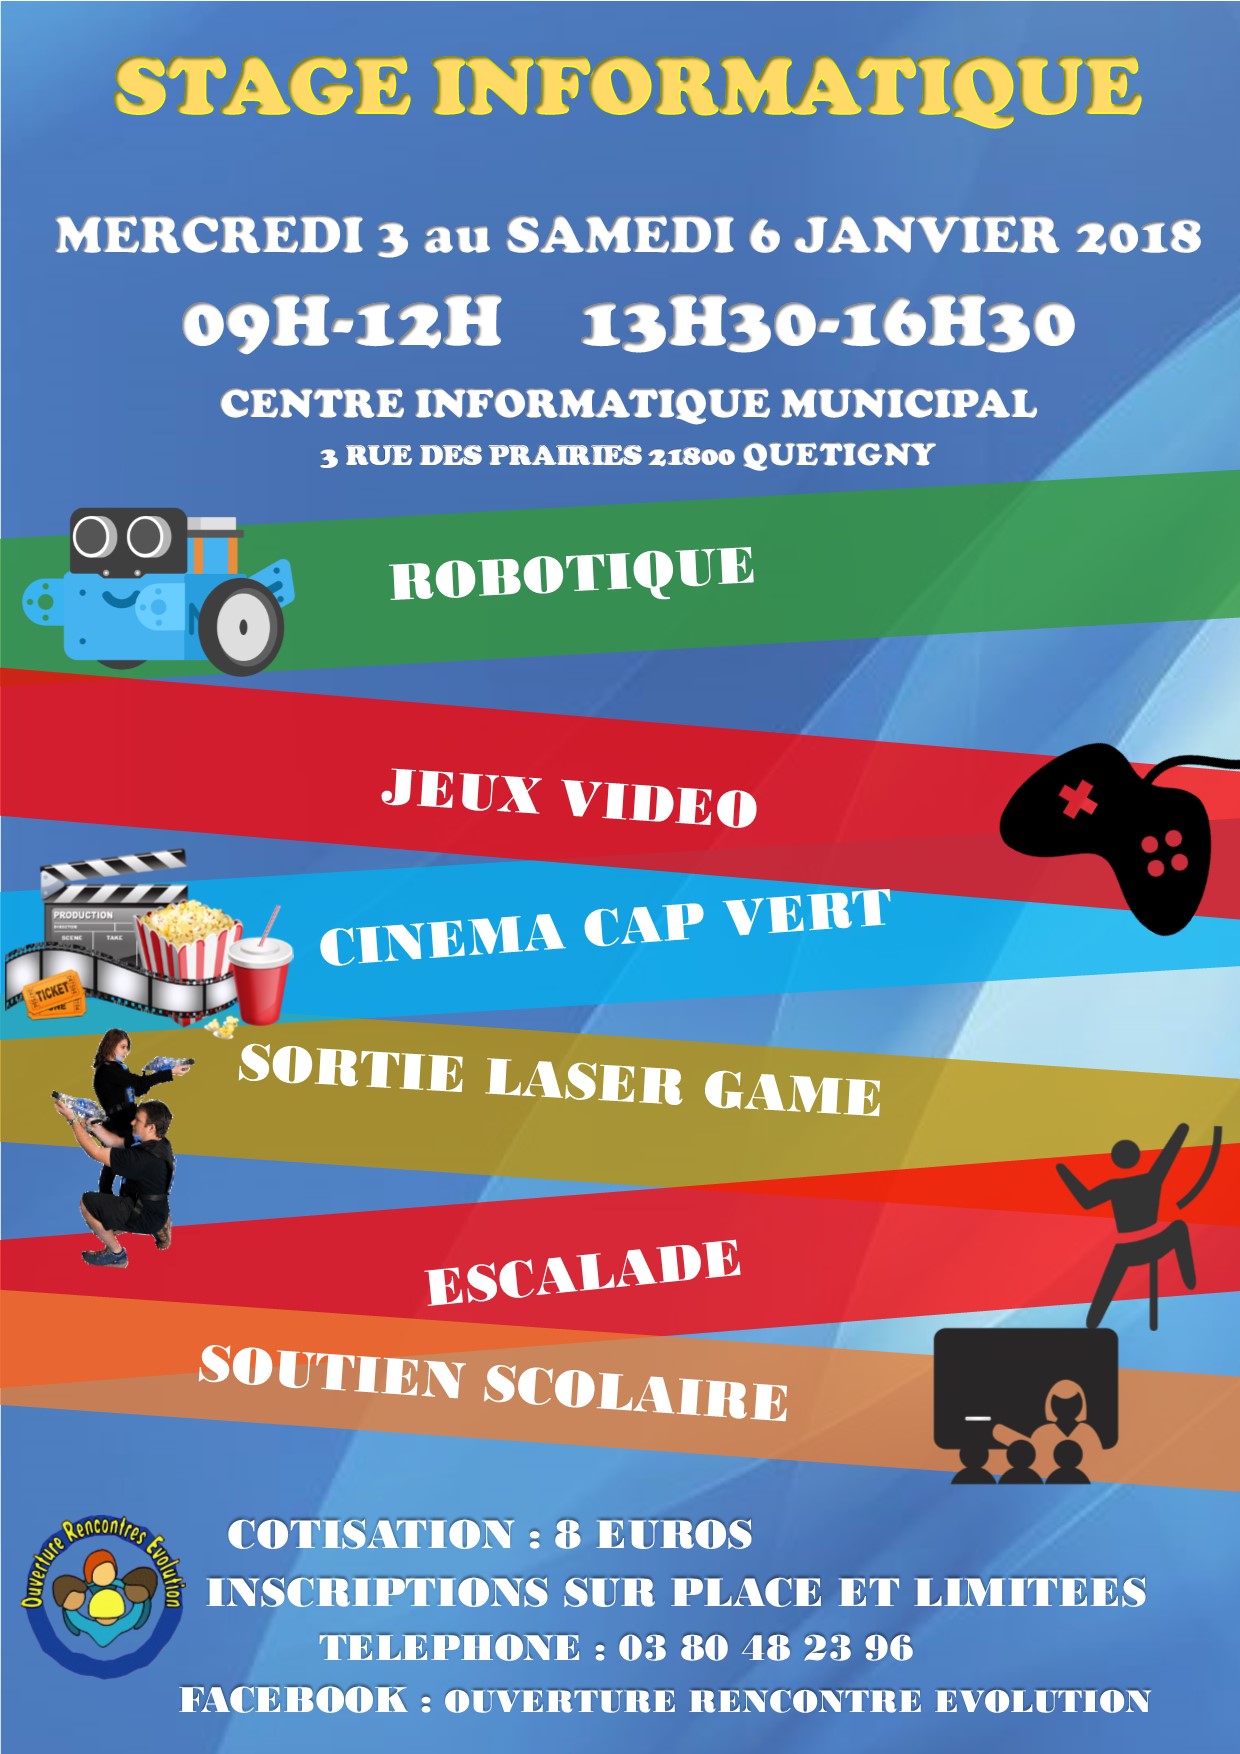 STAGE INFORMATIQUE
MERCREDI 3 au SAMEDI 6 JANVIER 2018
09H-12H 13H30-16H30
CENTRE INFORMATIQUE MUNICIPAL
3 RUE DES PRAIRIES 21800 QUETIGNY
ROBOTIQUE
JEUX VIDEO
PRODUCTION
DIRECTOR
SCENE TAKE
TICKET
CINEMA CAP VERT
SORTIE LASER GAME
ESCALADE
SOUTIEN SCOLAIRE
Ouverture Rencontres Evolution
COTISATION : 8 EUROS
INSCRIPTIONS SUR PLACE ET LIMITEES
TELEPHONE : 03 80 48 23 96
FACEBOOK : OUVERTURE RENCONTRE EVOLUTION